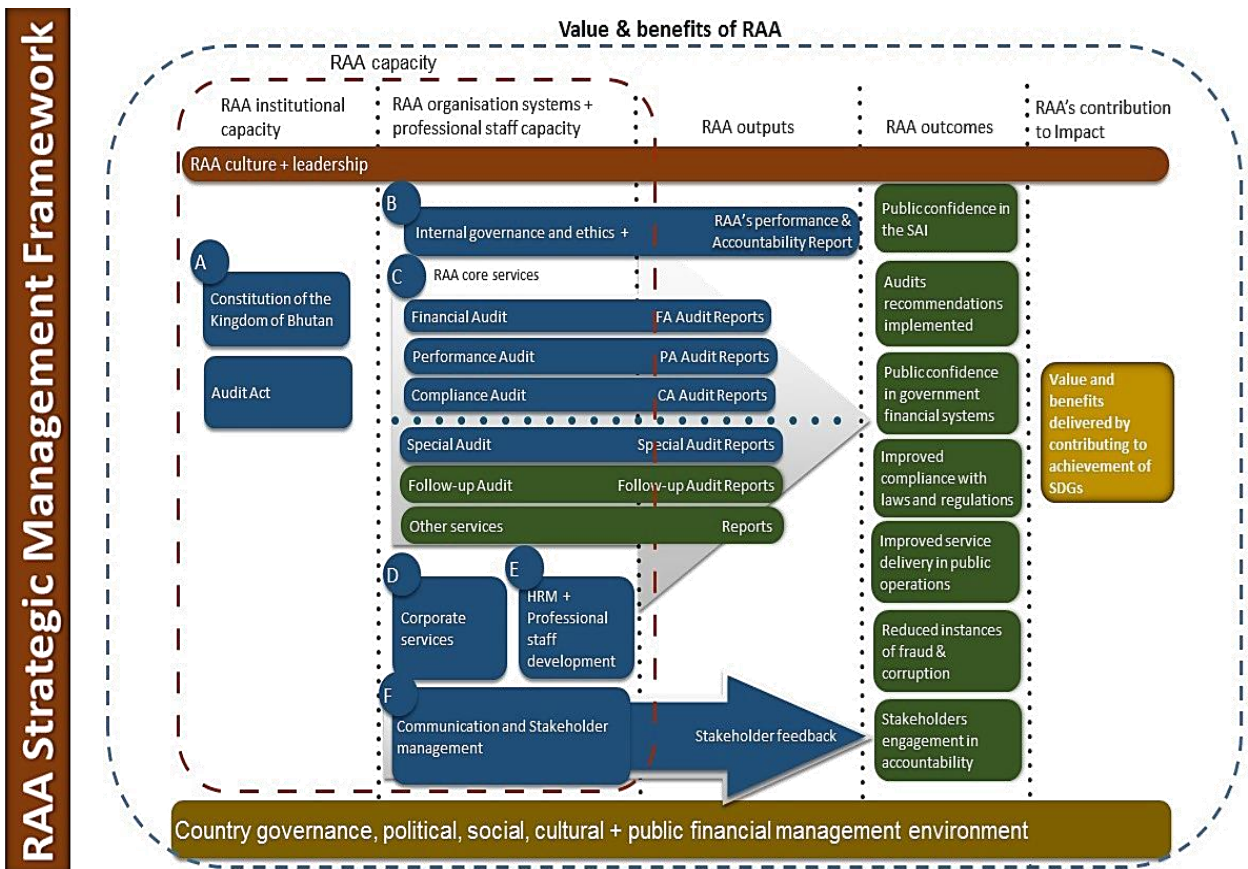 RAA Strategic Management Framework
Value & benefits of RAA
RAA capacity
RAA institutional
capacity
RAA organisation systems +
professional staff capacity
RAA outputs
RAA outcomes
RAA's contribution
to Impact
RAA culture + leadership
A
Constitution of the
Kingdom of Bhutan
Audit Act
B
Internal governance and ethics +
RAA's performance &
Accountability Report
C
RAA core services
Financial Audit
FA Audit Reports
Performance Audit
PA Audit Reports
Compliance Audit
CA Audit Reports
Special Audit
Special Audit Reports
Follow-up Audit
Follow-up Audit Reports
Other services
Reports
D
Corporate
services
E
HRM +
Professional
staff
development
F
Communication and Stakeholder
management
Stakeholder feedback
Public confidence in
the SAI
Audits
recommendations
implemented
Public confidence
in government
financial systems
Improved
compliance with
laws and regulations
Improved service
delivery in public
operations
Reduced instances
of fraud &
corruption
Stakeholders
engagement in
accountability
Value and
benefits
delivered by
contributing to
achievement of
SDGs
Country governance, political, social, cultural + public financial management environment